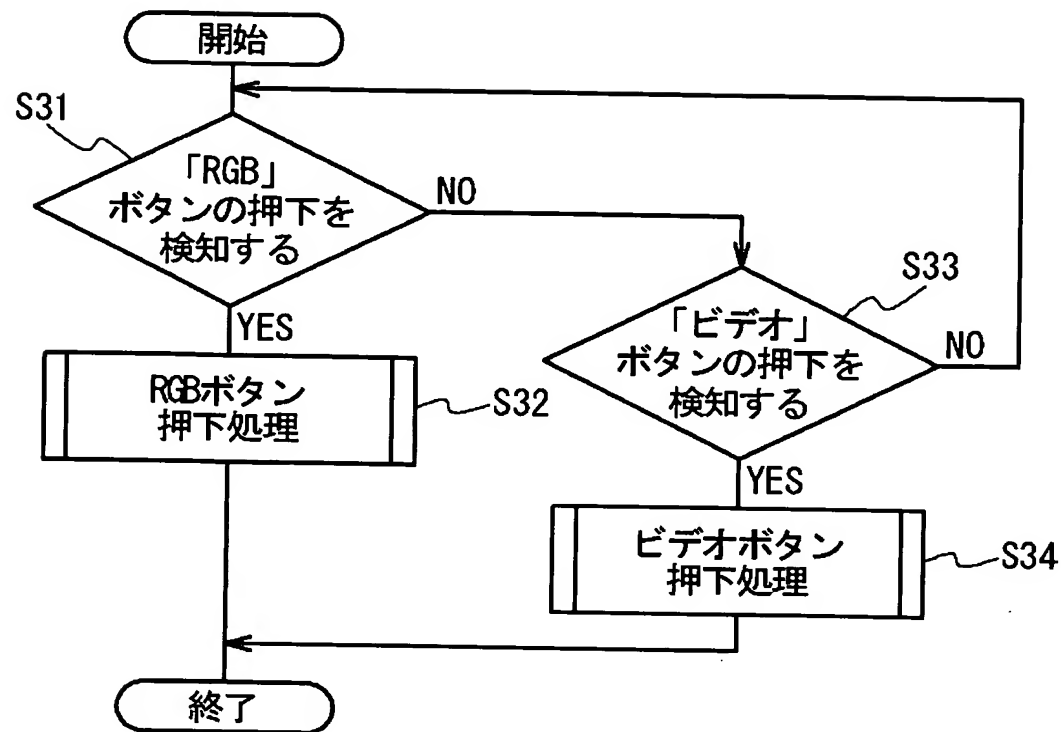 開始
S31
「RGB」
ボタンの押下を
検知する
NO
YES
RGBボタン
押下処理
S32
S33
「ビデオ」
ボタンの押下を
検知する
NO
YES
ビデオボタン
押下処理
S34
終了